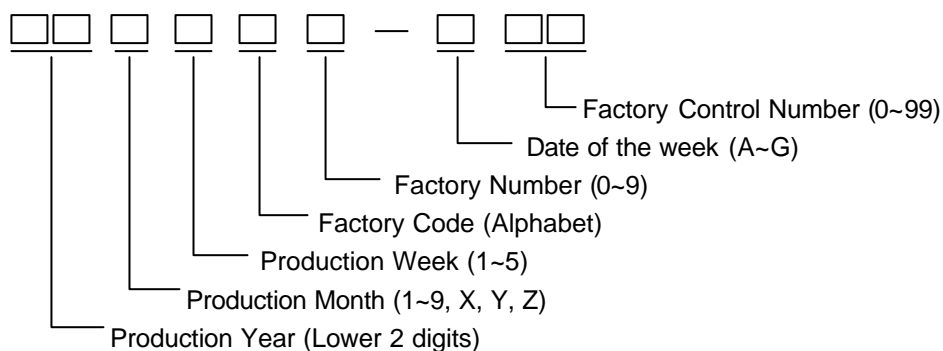 Factory Control Number (0~99)
Date of the week (A~G)
Factory Number (0~9)
Factory Code (Alphabet)
Production Week (1~5)
Production Month (1~9, X, Y, Z)
Production Year (Lower 2 digits)